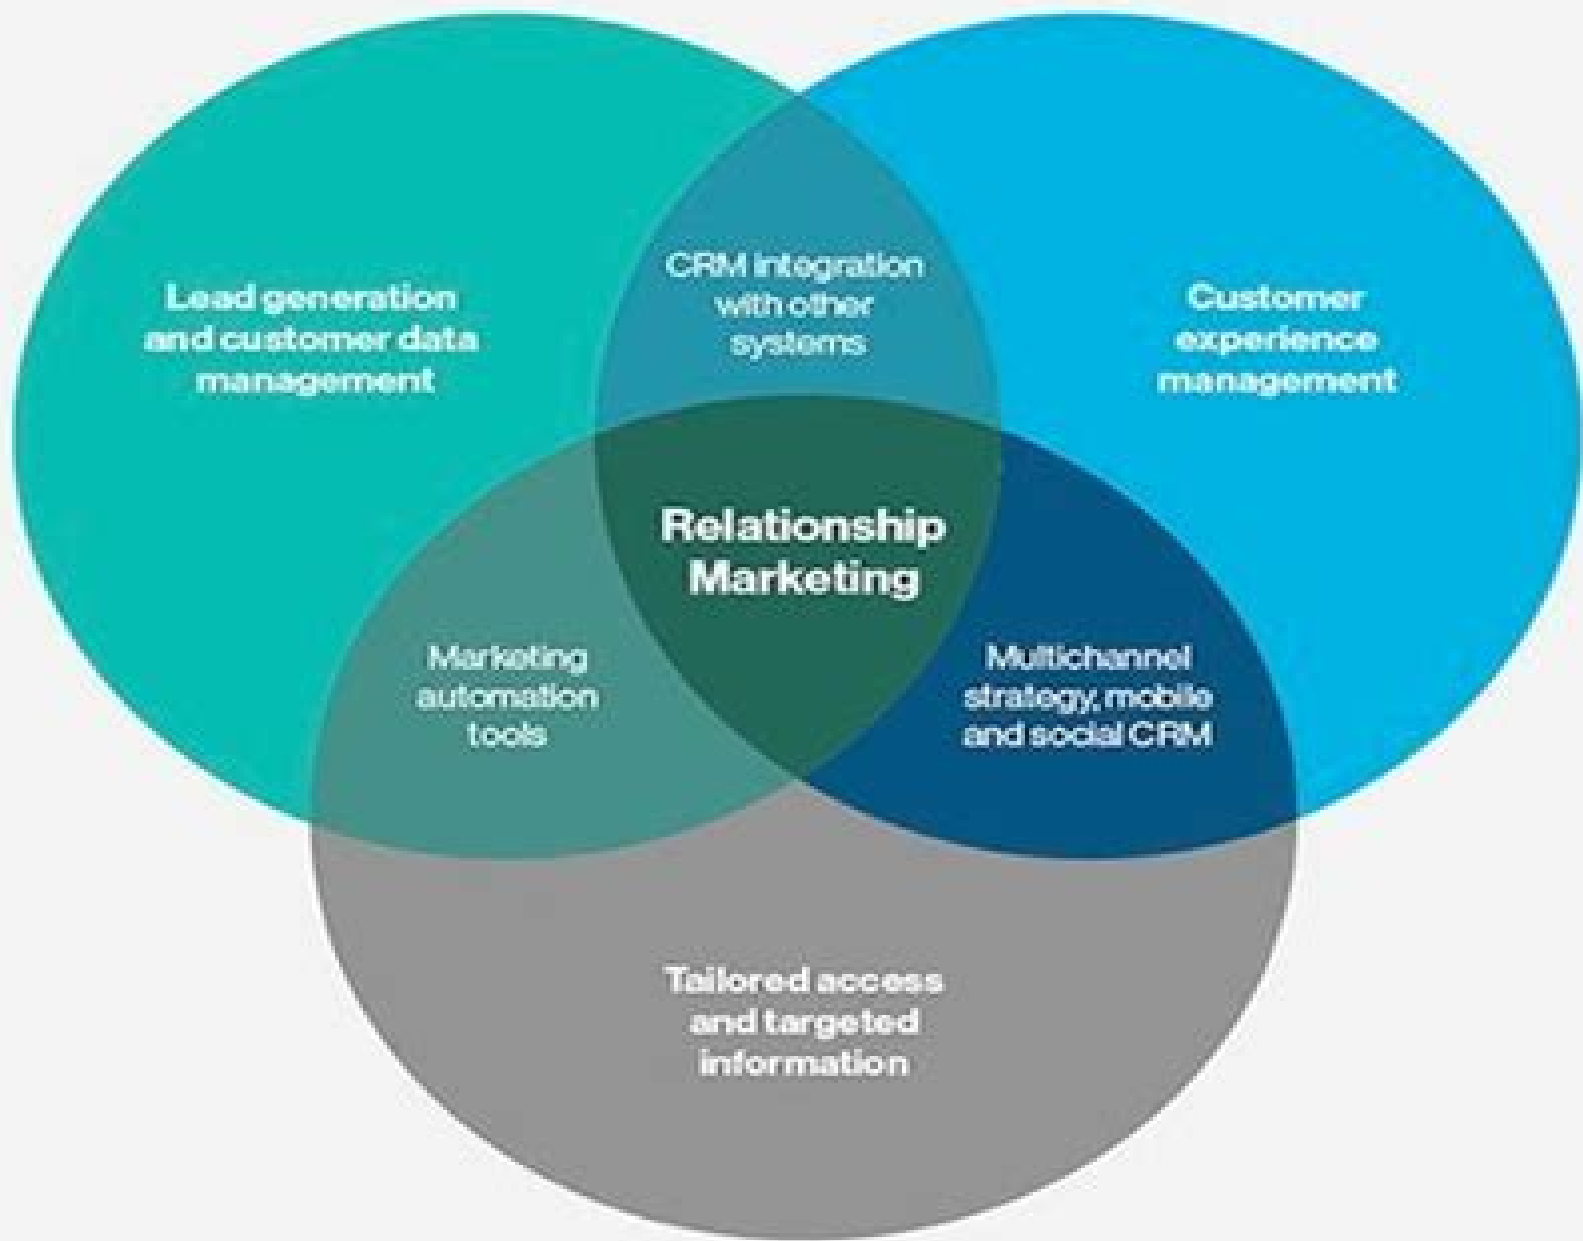 Lead generation
and customer data
management
CRM integration
with other
systems
Customer
experience
management
Relationship
Marketing
Marketing
automation
tools
Multichannel
strategy, mobile
and social CRM
Tailored access
and targeted
information